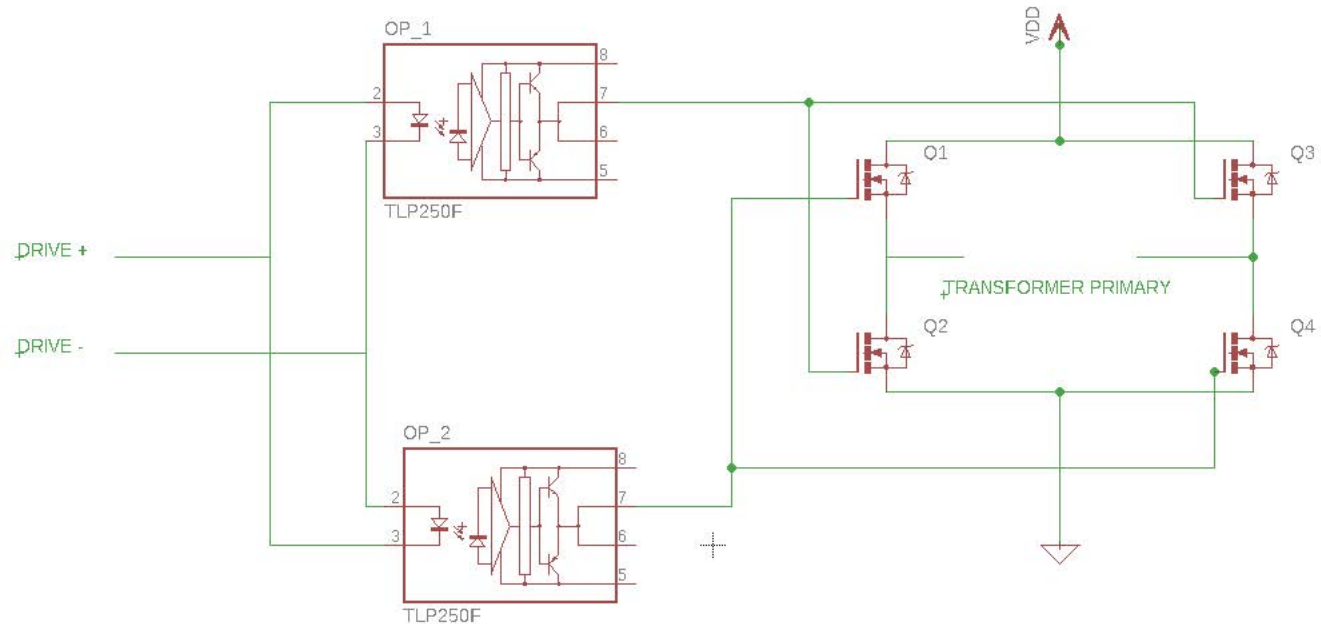 OP_1
VDD
8
2
7
3
6
5
Q1
Q3
TLP250F
DRIVE +
TRANSFORMER PRIMARY
Q2
Q4
DRIVE -
OP_2
8
2
7
3
6
5
TLP250F